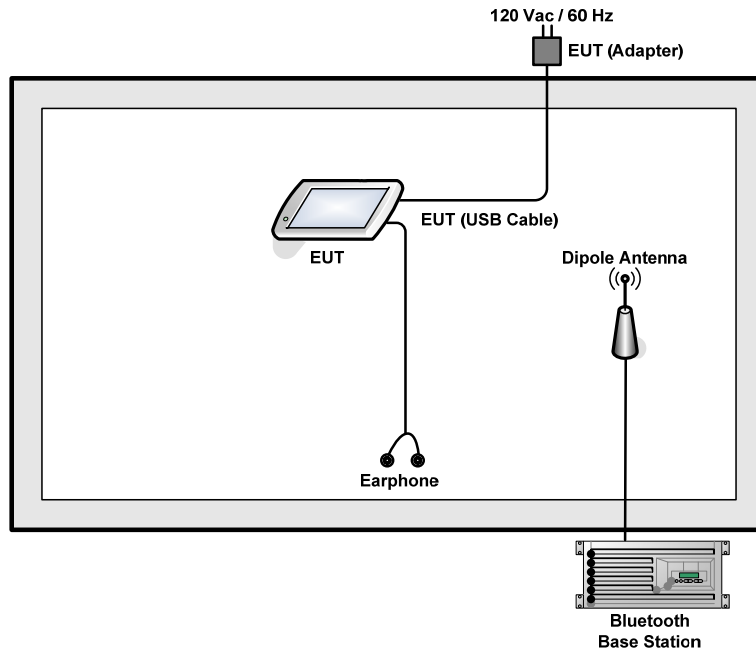 120 Vac / 60 Hz
EUT (Adapter)
EUT (USB Cable)
EUT
Dipole Antenna
Earphone
Bluetooth
Base Station